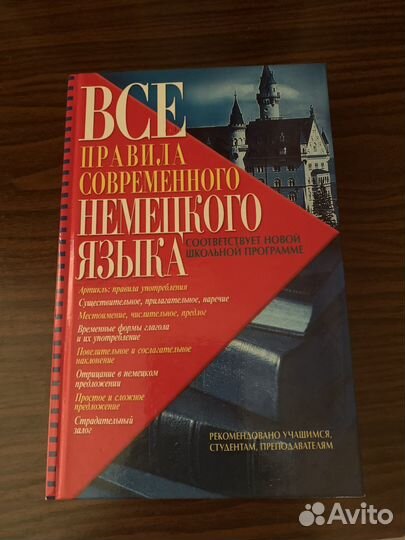 ВСЕ
ПРАВИЛА
СОВРЕМЕННОГО
НЕМЕЦКОГО
ЯЗЫКА
СООТВЕТСТВУЕТ НОВОЙ
ШКОЛЬНОЙ ПРОГРАММЕ
Артикль: правила употребления
Существительное, прилагательное, наречие
Местоимение, числительное, предлог
Временные формы глагола
и их употребление
Повелительное и сослагательное
наклонение
Отрицание в немецком
предложении
Простое и сложное
предложение
Страдательный
залог
РЕКОМЕНДОВАНО УЧАЩИМСЯ,
СТУДЕНТАМ, ПРЕПОДАВАТЕЛЯМ
Avito